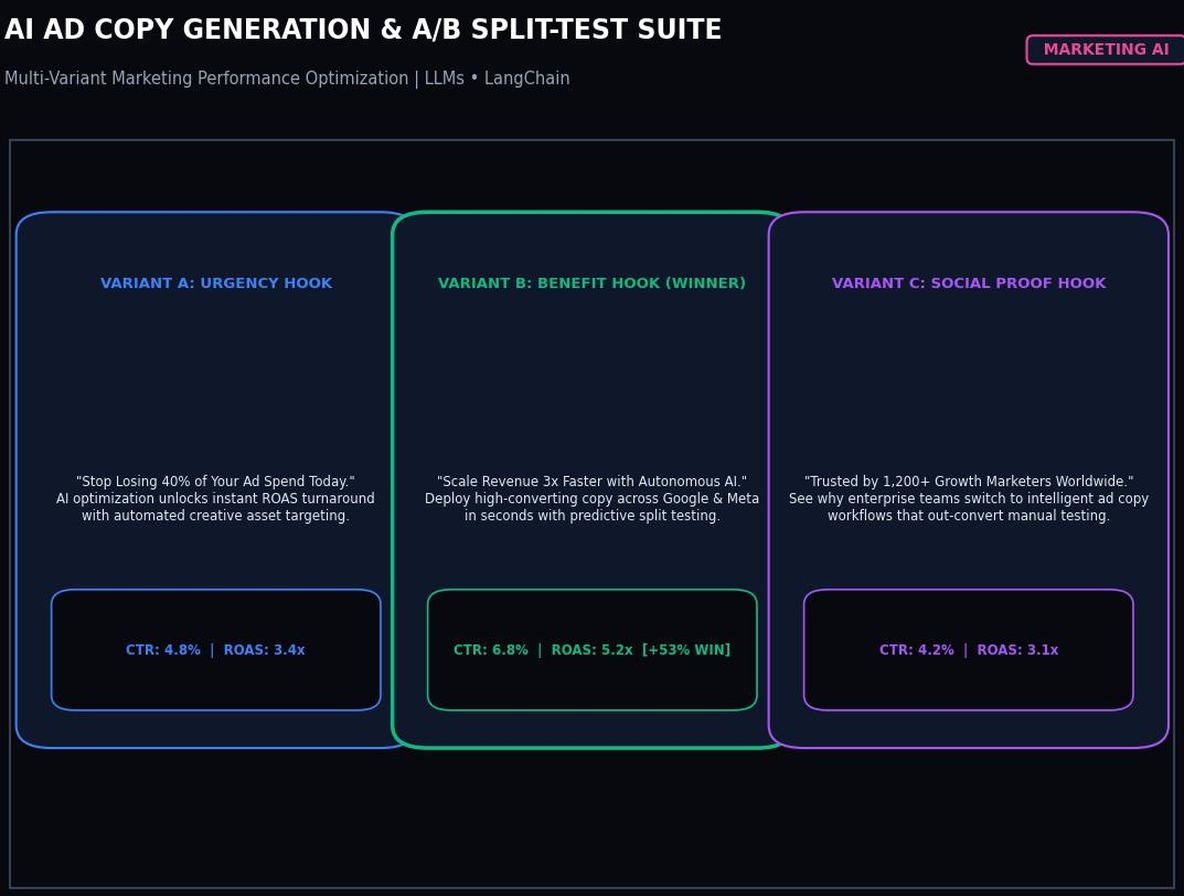 AI AD COPY GENERATION & A/B SPLIT-TEST SUITE
MARKETING AI
Multi-Variant Marketing Performance Optimization | LLMs • LangChain
VARIANT A: URGENCY HOOK
"Stop Losing 40% of Your Ad Spend Today."
AI optimization unlocks instant ROAS turnaround
with automated creative asset targeting.
CTR: 4.8% | ROAS: 3.4x
VARIANT B: BENEFIT HOOK (WINNER)
"Scale Revenue 3x Faster with Autonomous AI."
Deploy high-converting copy across Google & Meta
in seconds with predictive split testing.
CTR: 6.8% | ROAS: 5.2x [+53% WIN]
VARIANT C: SOCIAL PROOF HOOK
"Trusted by 1,200+ Growth Marketers Worldwide."
See why enterprise teams switch to intelligent ad copy
workflows that out-convert manual testing.
CTR: 4.2% | ROAS: 3.1x